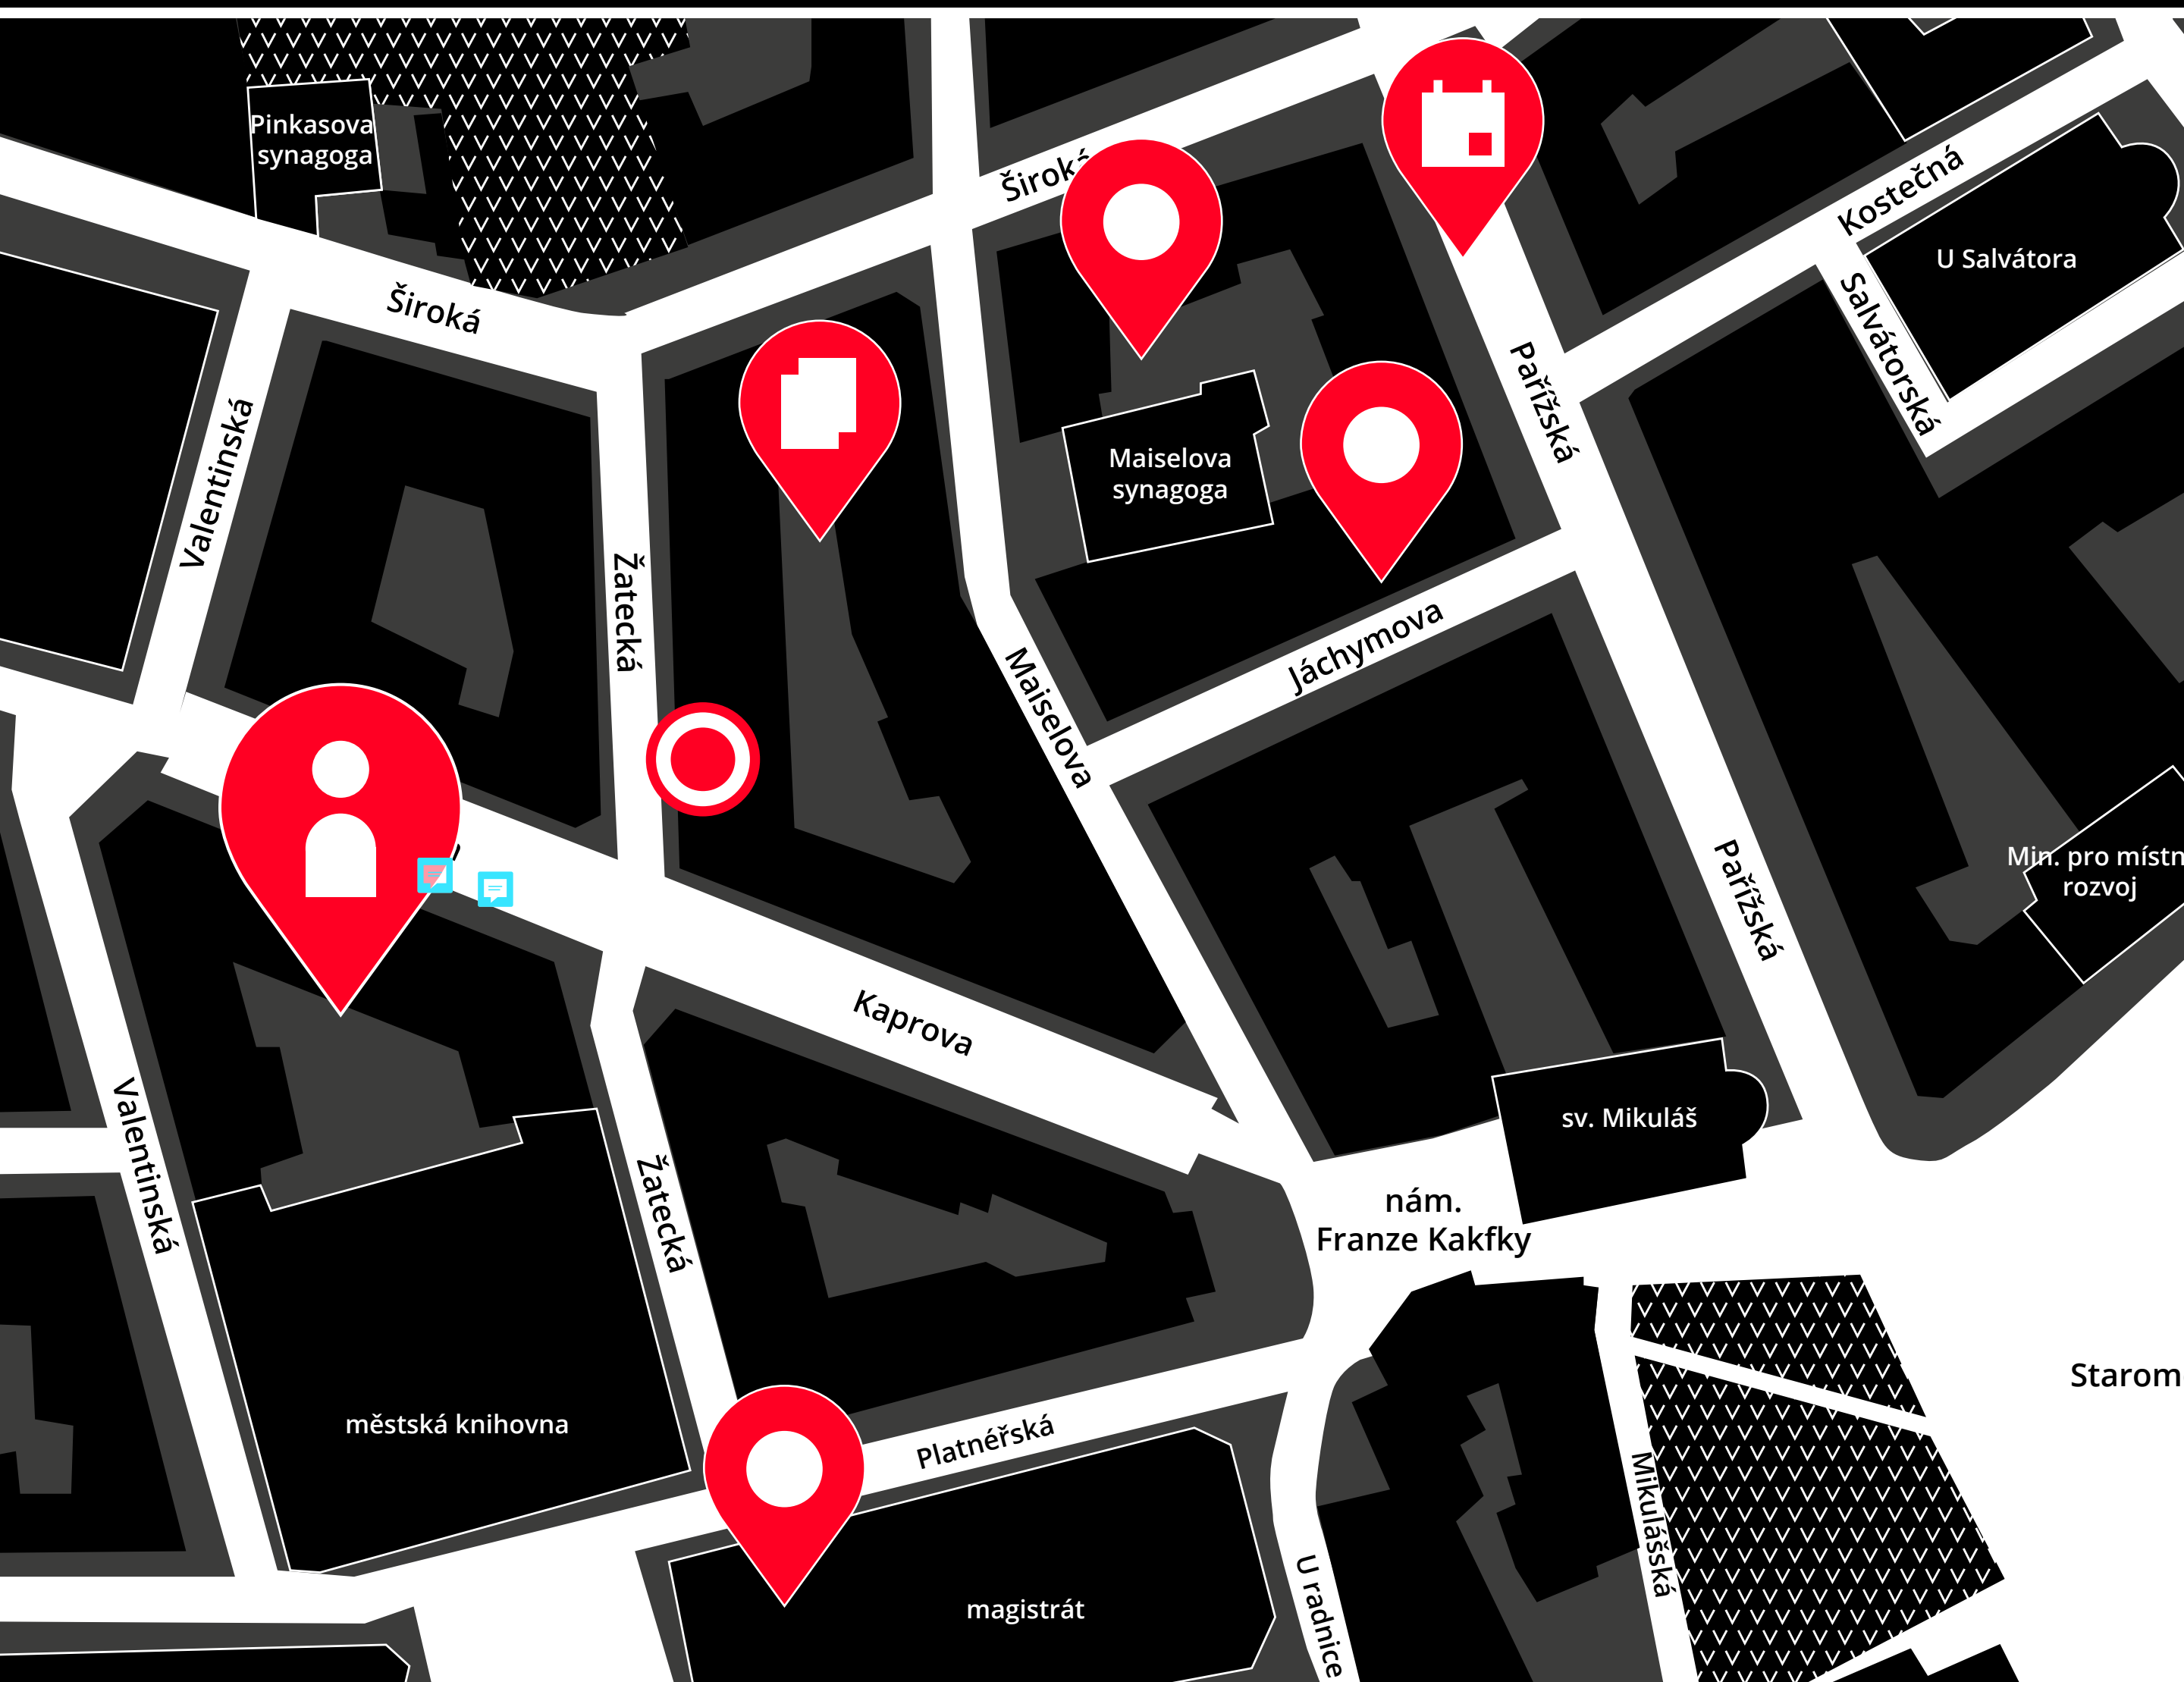 Pinkasova
synagoga
Široká
Široká
Kostečná
U Salvátora
Salvátorská
Valentinská
Žatecká
Maiselova
synagoga
Pařížská
Jáchymova
Maiselova
Pařížská
Min. pro místn
rozvoj
Kaprova
Valentinská
Žatecká
sv. Mikuláš
nám.
Franze Kakfky
Starom
městská knihovna
Platnéřská
Mikulášská
magistrát
U radnice